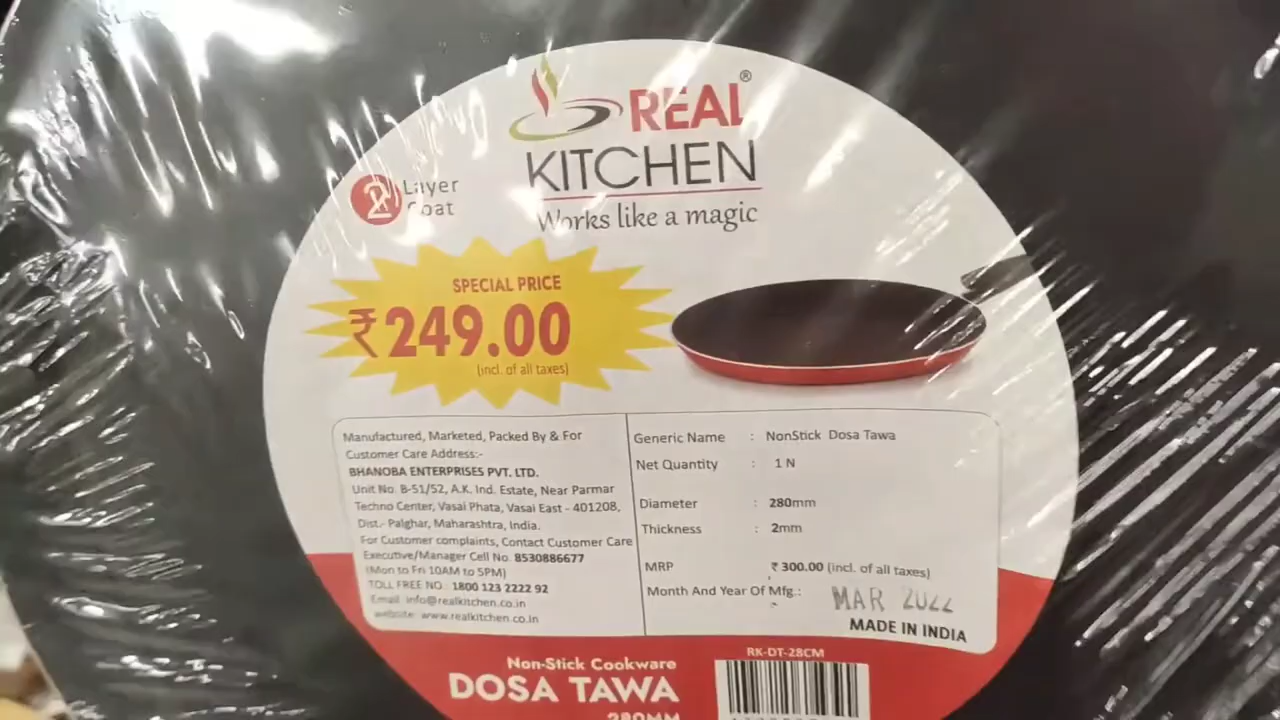 REAL®
KITCHEN
Works like a magic
2 Layer
Coat
SPECIAL PRICE
₹249.00
(incl. of all taxes)
Manufactured, Marketed, Packed By & For
Customer Care Address:-
BHANOBA ENTERPRISES PVT. LTD.
Unit No. B-51/52, A.K. Ind. Estate, Near Parmar
Techno Center, Vasai Phata, Vasai East - 401208,
Dist.- Palghar, Maharashtra, India.
For Customer complaints, Contact Customer Care
Executive/Manager Cell No. 8530886677
(Mon to Fri 10AM to 5PM)
TOLL FREE NO.: 1800 123 2222 92
Email: info@realkitchen.co.in
website: www.realkitchen.co.in
Generic Name : NonStick Dosa Tawa
Net Quantity : 1 N
Diameter : 280mm
Thickness : 2mm
MRP : ₹ 300.00 (incl. of all taxes)
Month And Year Of Mfg.: MAR 2022
MADE IN INDIA
RK-DT-28CM
Non-Stick Cookware
DOSA TAWA
280MM